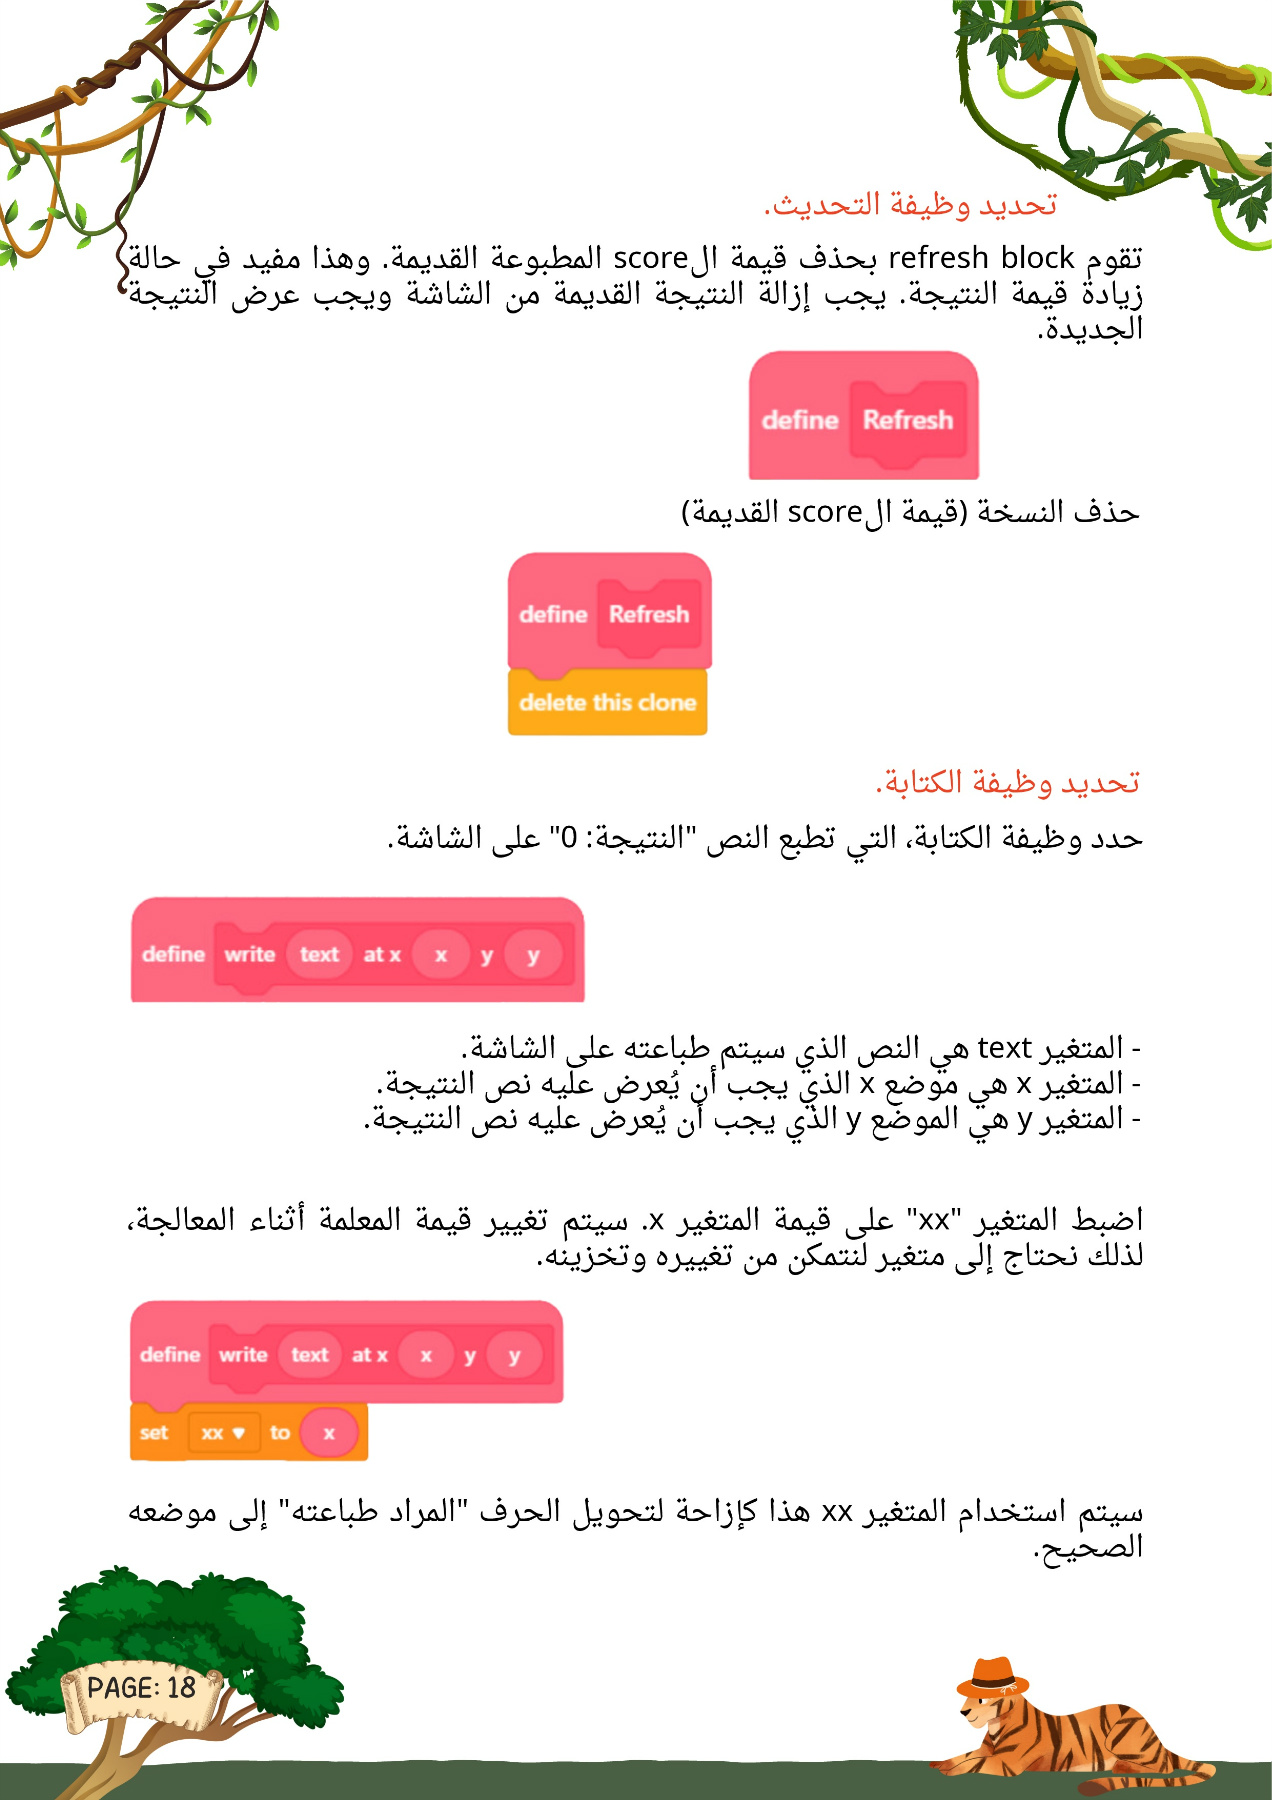 تحديد وظيفة التحديث.
تقوم refresh block بحذف قيمة الscore المطبوعة القديمة. وهذا مفيد في حالة
زيادة قيمة النتيجة. يجب إزالة النتيجة القديمة من الشاشة ويجب عرض النتيجة
الجديدة.
define Refresh
حذف النسخة (قيمة الscore القديمة)
define Refresh
delete this clone
تحديد وظيفة الكتابة.
حدد وظيفة الكتابة، التي تطبع النص "النتيجة: 0" على الشاشة.
define write text at x x y y
- المتغير text هي النص الذي سيتم طباعته على الشاشة.
- المتغير x هي موضع x الذي يجب أن يُعرض عليه نص النتيجة.
- المتغير y هي الموضع y الذي يجب أن يُعرض عليه نص النتيجة.
اضبط المتغير "xx" على قيمة المتغير x. سيتم تغيير قيمة المعلمة أثناء المعالجة،
لذلك نحتاج إلى متغير لنتمكن من تغييره وتخزينه.
define write text at x x y y
set xx to x
سيتم استخدام المتغير xx هذا كإزاحة لتحويل الحرف "المراد طباعته" إلى موضعه
الصحيح.
PAGE: 18